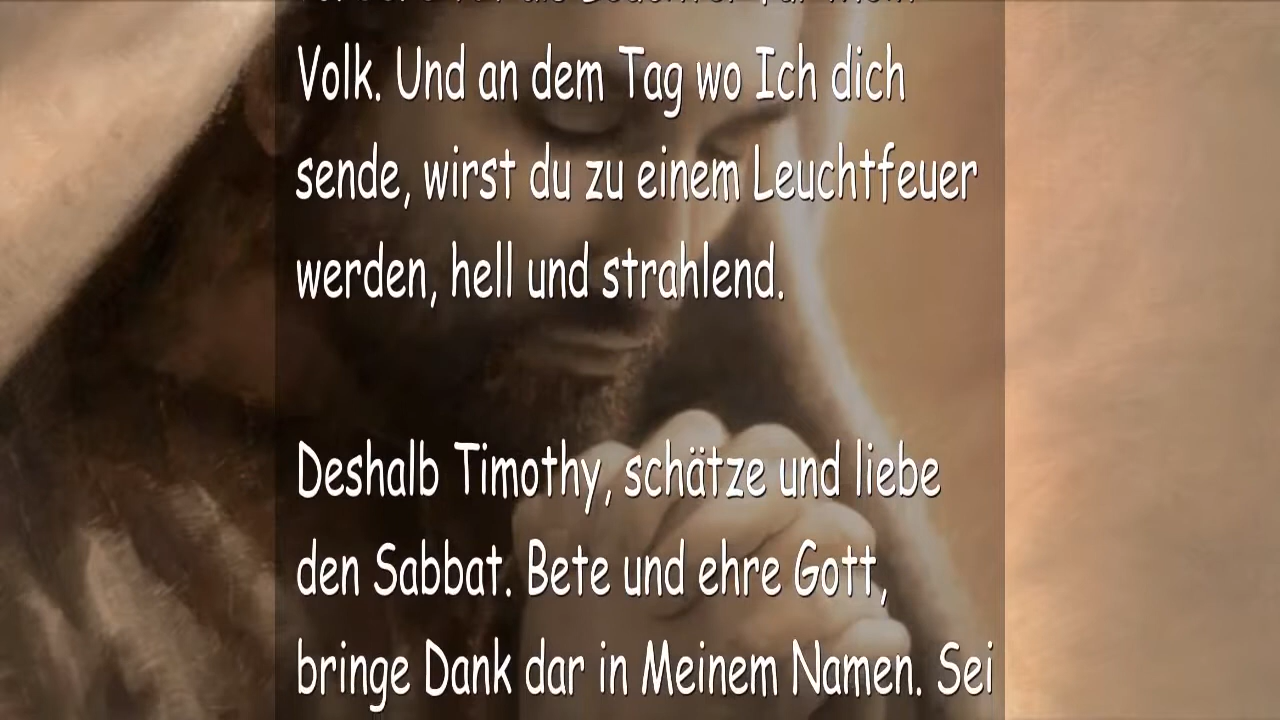 Volk. Und an dem Tag wo Ich dich
sende, wirst du zu einem Leuchtfeuer
werden, hell und strahlend.
Deshalb Timothy, schätze und liebe
den Sabbat. Bete und ehre Gott,
bringe Dank dar in Meinem Namen. Sei